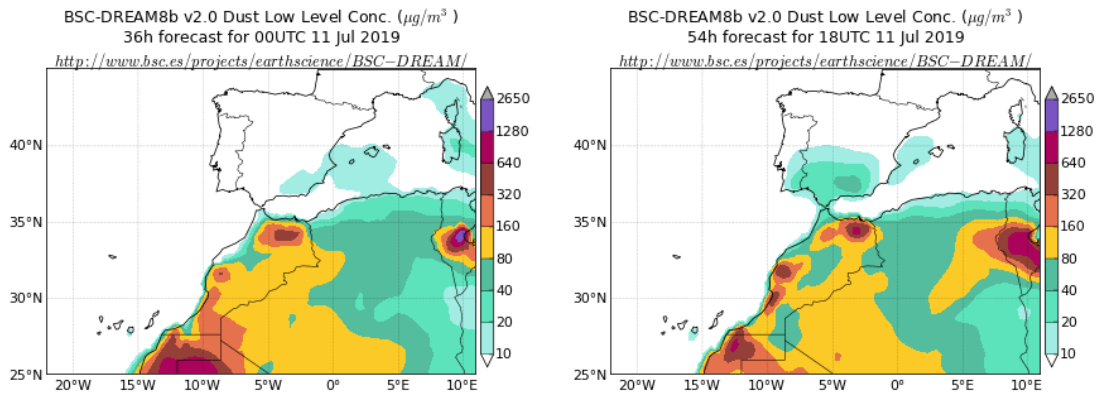 BSC-DREAM8b v2.0 Dust Low Level Conc. (μg/m³ )
36h forecast for 00UTC 11 Jul 2019
http://www.bsc.es/projects/earthscience/BSC−DREAM/
40°N
35°N
30°N
25°N
20°W
15°W
10°W
5°W
0°
5°E
10°E
2650
1280
640
320
160
80
40
20
10
BSC-DREAM8b v2.0 Dust Low Level Conc. (μg/m³ )
54h forecast for 18UTC 11 Jul 2019
http://www.bsc.es/projects/earthscience/BSC−DREAM/
40°N
35°N
30°N
25°N
20°W
15°W
10°W
5°W
0°
5°E
10°E
2650
1280
640
320
160
80
40
20
10